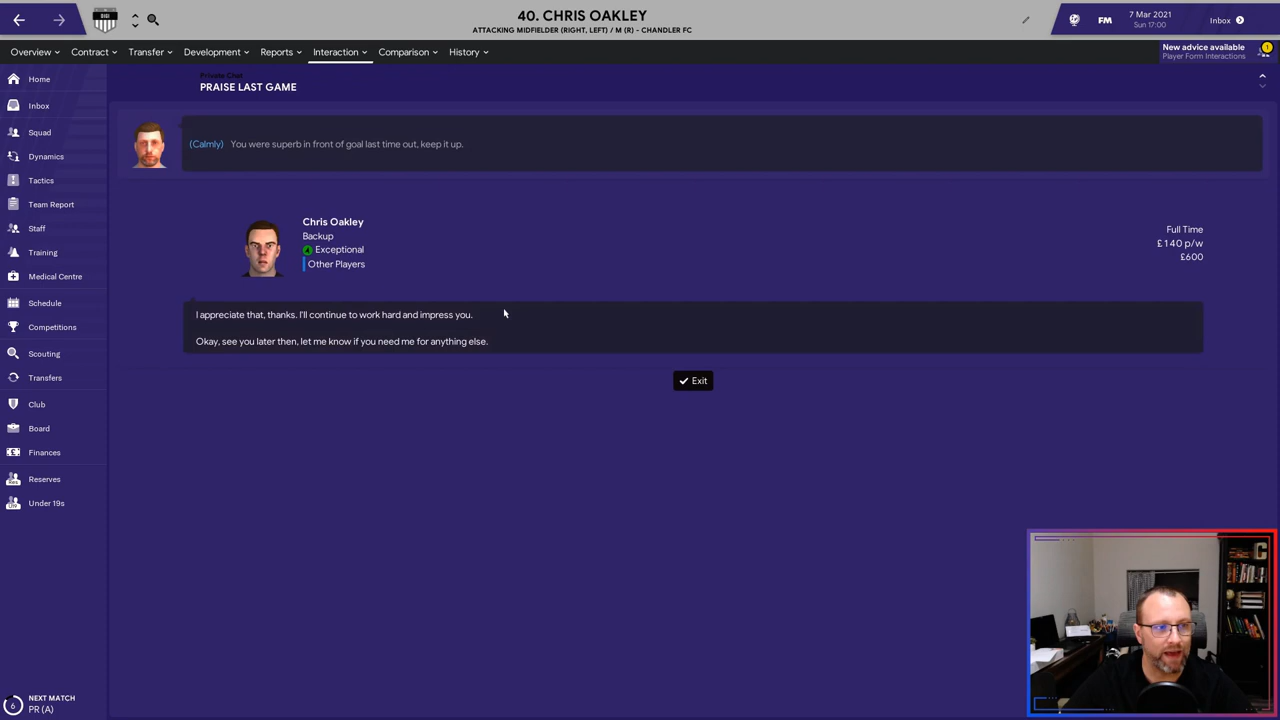 40. CHRIS OAKLEY
ATTACKING MIDFIELDER (RIGHT, LEFT) / M (R) - CHANDLER FC
FM
7 Mar 2021
Sun 17:00
Inbox
Overview
Contract
Transfer
Development
Reports
Interaction
Comparison
History
New advice available
Player Form Interactions
1
Home
Inbox
Squad
Dynamics
Tactics
Team Report
Staff
Training
Medical Centre
Schedule
Competitions
Scouting
Transfers
Club
Board
Finances
Reserves
Under 19s
NEXT MATCH
6
PR (A)
Private Chat
PRAISE LAST GAME
(Calmly) You were superb in front of goal last time out, keep it up.
Chris Oakley
Backup
Exceptional
Other Players
Full Time
£140 p/w
£600
I appreciate that, thanks. I'll continue to work hard and impress you.
Okay, see you later then, let me know if you need me for anything else.
Exit